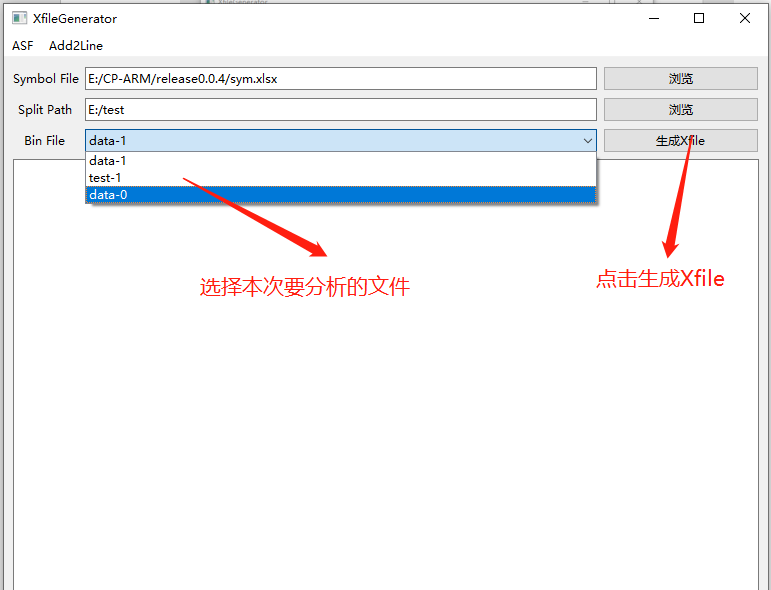 XfileGenerator
ASF Add2Line
Symbol File E:/CP-ARM/release0.0.4/sym.xlsx 浏览
Split Path E:/test 浏览
Bin File data-1 生成Xfile
data-1
test-1
data-0
选择本次要分析的文件
点击生成Xfile